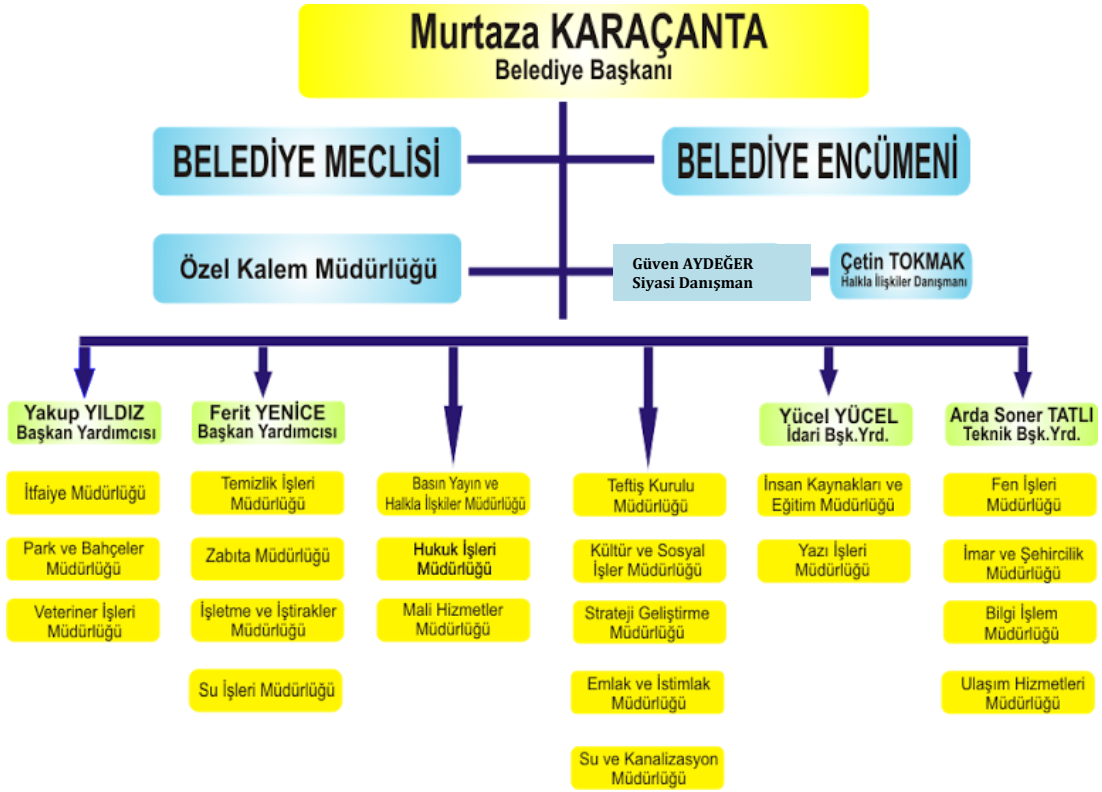 Murtaza KARAÇANTA
Belediye Başkanı
BELEDİYE MECLİSİ
BELEDİYE ENCÜMENİ
Özel Kalem Müdürlüğü
Güven AYDEĞER
Siyasi Danışman
Çetin TOKMAK
Halkla İlişkiler Danışmanı
Yakup YILDIZ
Başkan Yardımcısı
İtfaiye Müdürlüğü
Park ve Bahçeler
Müdürlüğü
Veteriner İşleri
Müdürlüğü
Ferit YENİCE
Başkan Yardımcısı
Temizlik İşleri
Müdürlüğü
Zabıta Müdürlüğü
İşletme ve İştirakler
Müdürlüğü
Su İşleri Müdürlüğü
Basın Yayın ve
Halkla İlşkiler Müdürlüğü
Hukuk İşleri
Müdürlüğü
Mali Hizmetler
Müdürlüğü
Teftiş Kurulu
Müdürlüğü
Kültür ve Sosyal
İşler Müdürlüğü
Strateji Geliştirme
Müdürlüğü
Emlak ve İstimlak
Müdürlüğü
Su ve Kanalizasyon
Müdürlüğü
Yücel YÜCEL
İdari Bşk.Yrd.
İnsan Kaynakları ve
Eğitim Müdürlüğü
Yazı İşleri
Müdürlüğü
Arda Soner TATLI
Teknik Bşk.Yrd.
Fen İşleri
Müdürlüğü
İmar ve Şehircilik
Müdürlüğü
Bilgi İşlem
Müdürlüğü
Ulaşım Hizmetleri
Müdürlüğü